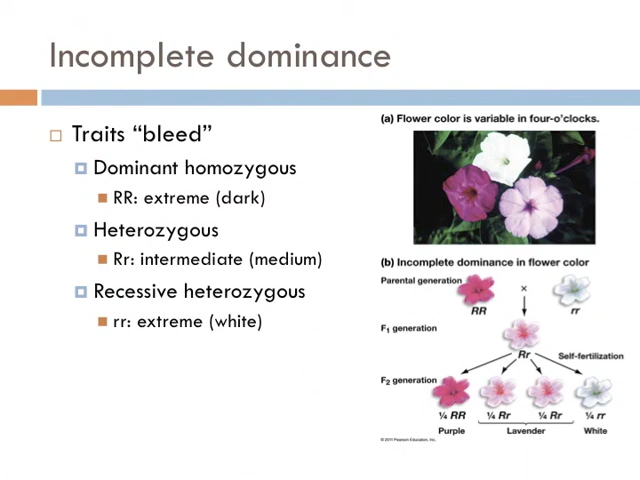 Incomplete dominance
Traits “bleed”
Dominant homozygous
RR: extreme (dark)
Heterozygous
Rr: intermediate (medium)
Recessive heterozygous
rr: extreme (white)
(a) Flower color is variable in four-o’clocks.
(b) Incomplete dominance in flower color
Parental generation
×
RR rr
F1 generation
Rr
Self-fertilization
F2 generation
¼ RR ¼ Rr ¼ Rr ¼ rr
Purple Lavender White
© 2011 Pearson Education, Inc.